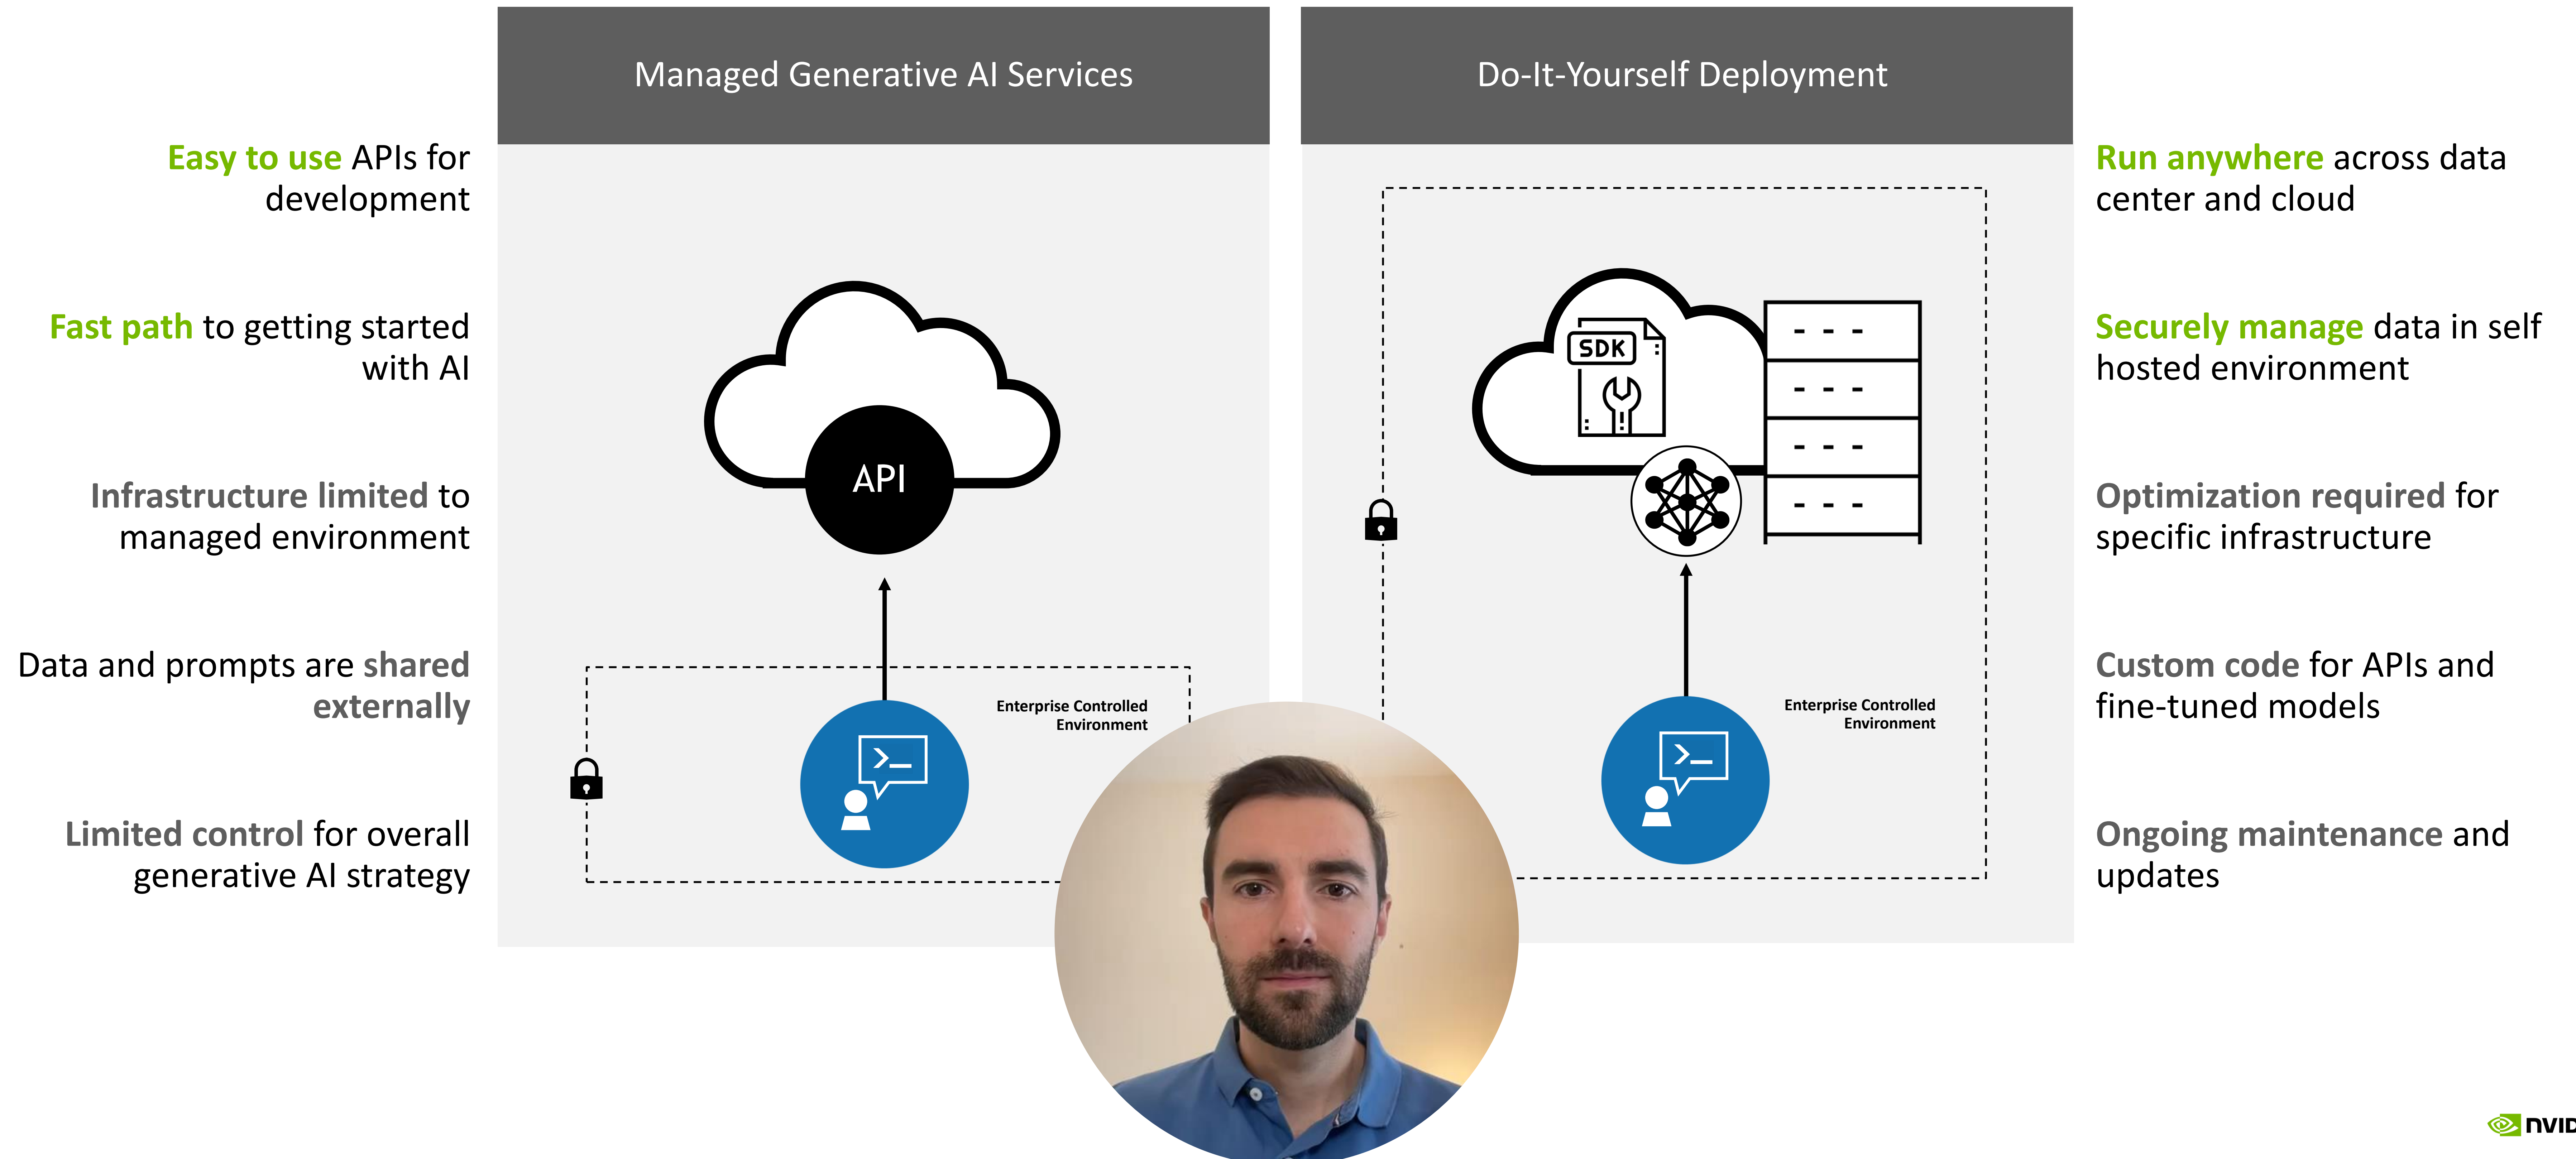 Managed Generative AI Services
Do-It-Yourself Deployment
Easy to use APIs for
development
Fast path to getting started
with AI
Infrastructure limited to
managed environment
Data and prompts are shared
externally
Limited control for overall
generative AI strategy
API
Enterprise Controlled
Environment
SDK
Enterprise Controlled
Environment
Run anywhere across data
center and cloud
Securely manage data in self
hosted environment
Optimization required for
specific infrastructure
Custom code for APIs and
fine-tuned models
Ongoing maintenance and
updates